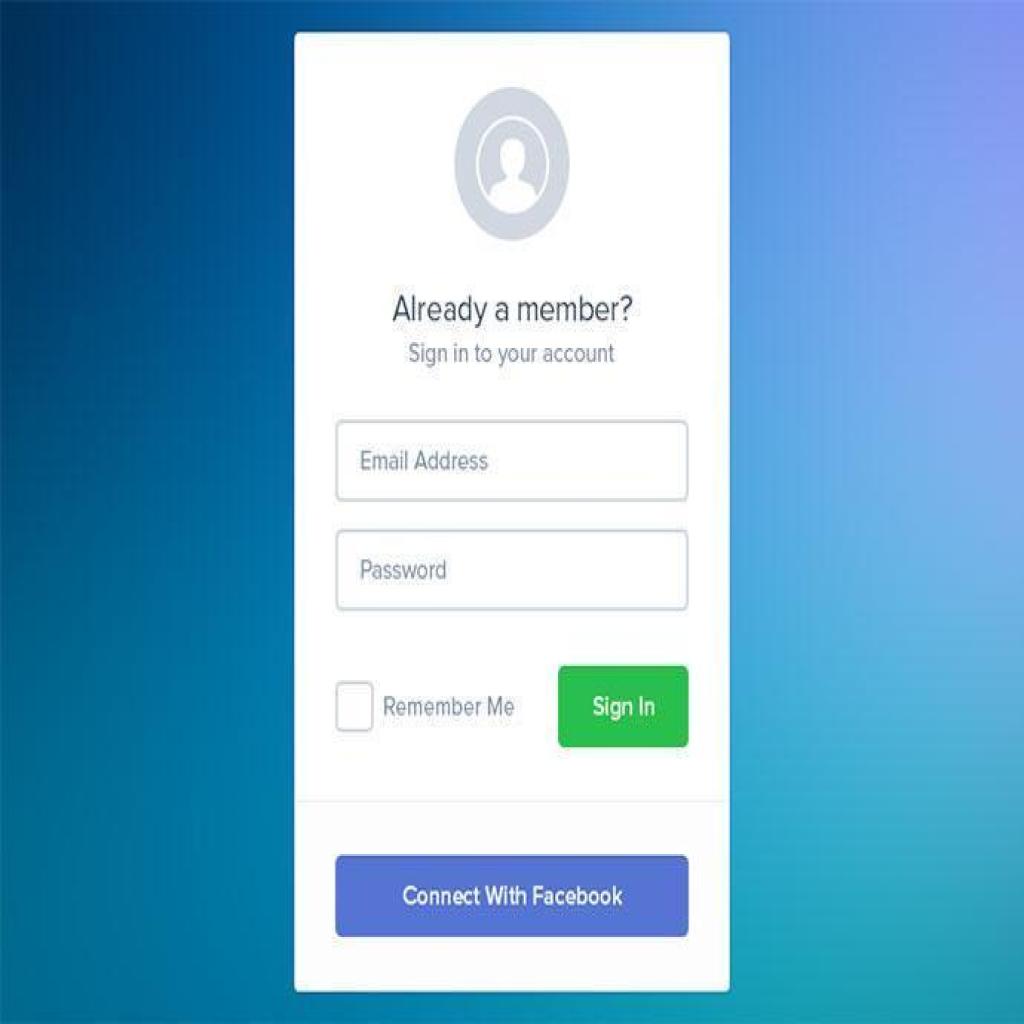 Already a member?
Sign in to your account
Email Address
Password
Remember Me
Sign In
Connect With Facebook